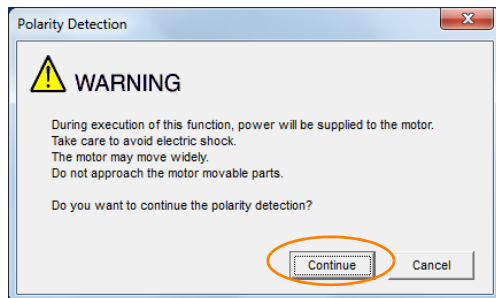 Polarity Detection
WARNING
During execution of this function, power will be supplied to the motor.
Take care to avoid electric shock.
The motor may move widely.
Do not approach the motor movable parts.
Do you want to continue the polarity detection?
Continue
Cancel